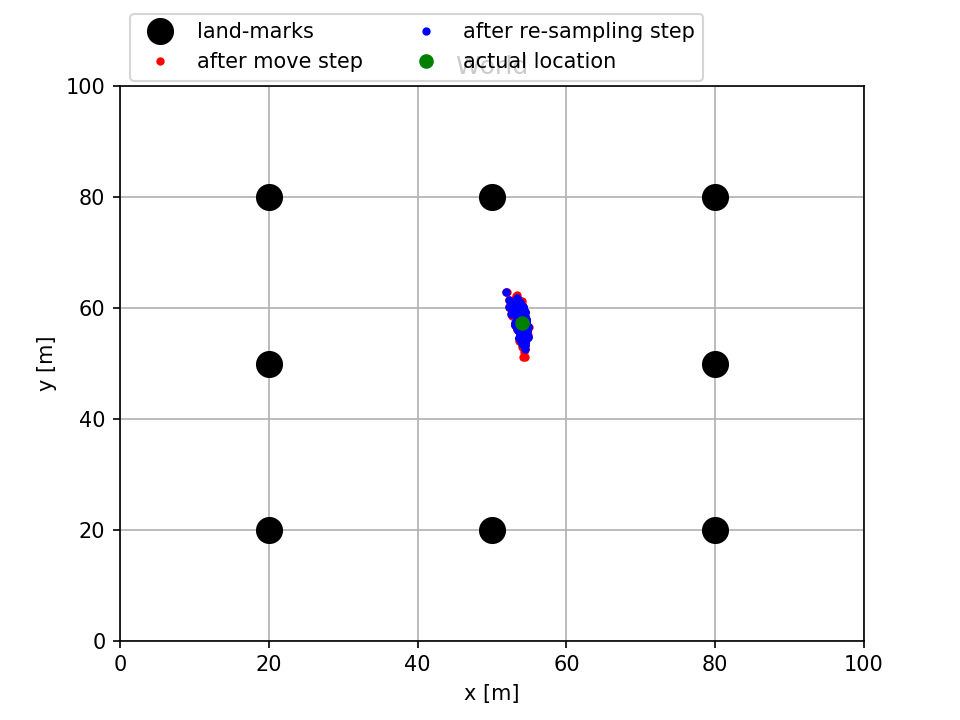 land-marks
after move step
after re-sampling step
actual location
World
100
80
60
40
20
0
y [m]
0 20 40 60 80 100
x [m]